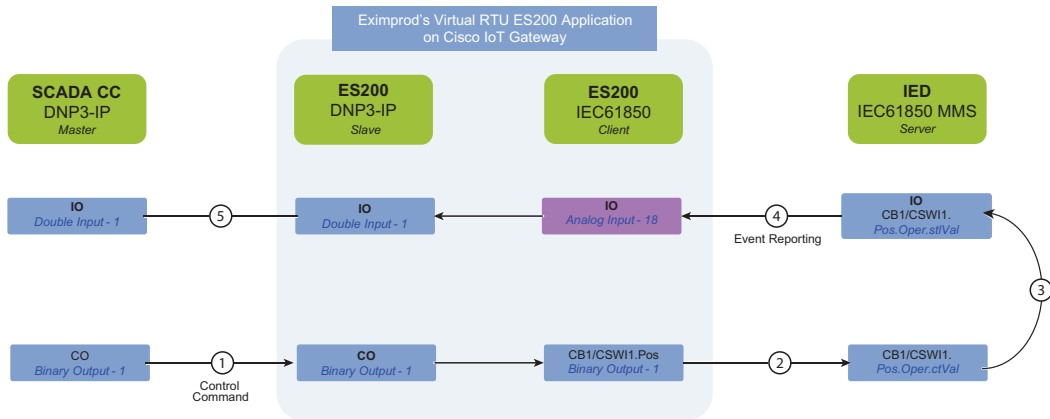 Eximprod's Virtual RTU ES200 Application
on Cisco IoT Gateway
SCADA CC
DNP3-IP
Master
ES200
DNP3-IP
Slave
ES200
IEC61850
Client
IED
IEC61850 MMS
Server
IO
Double Input - 1
5
IO
Double Input - 1
IO
Analog Input - 18
4
Event Reporting
IO
CB1/CSWI1.
Pos.Oper.stlVal
3
CO
Binary Output - 1
1
Control
Command
CO
Binary Output - 1
CB1/CSWI1.Pos
Binary Output - 1
2
CB1/CSWI1.
Pos.Oper.ctVal